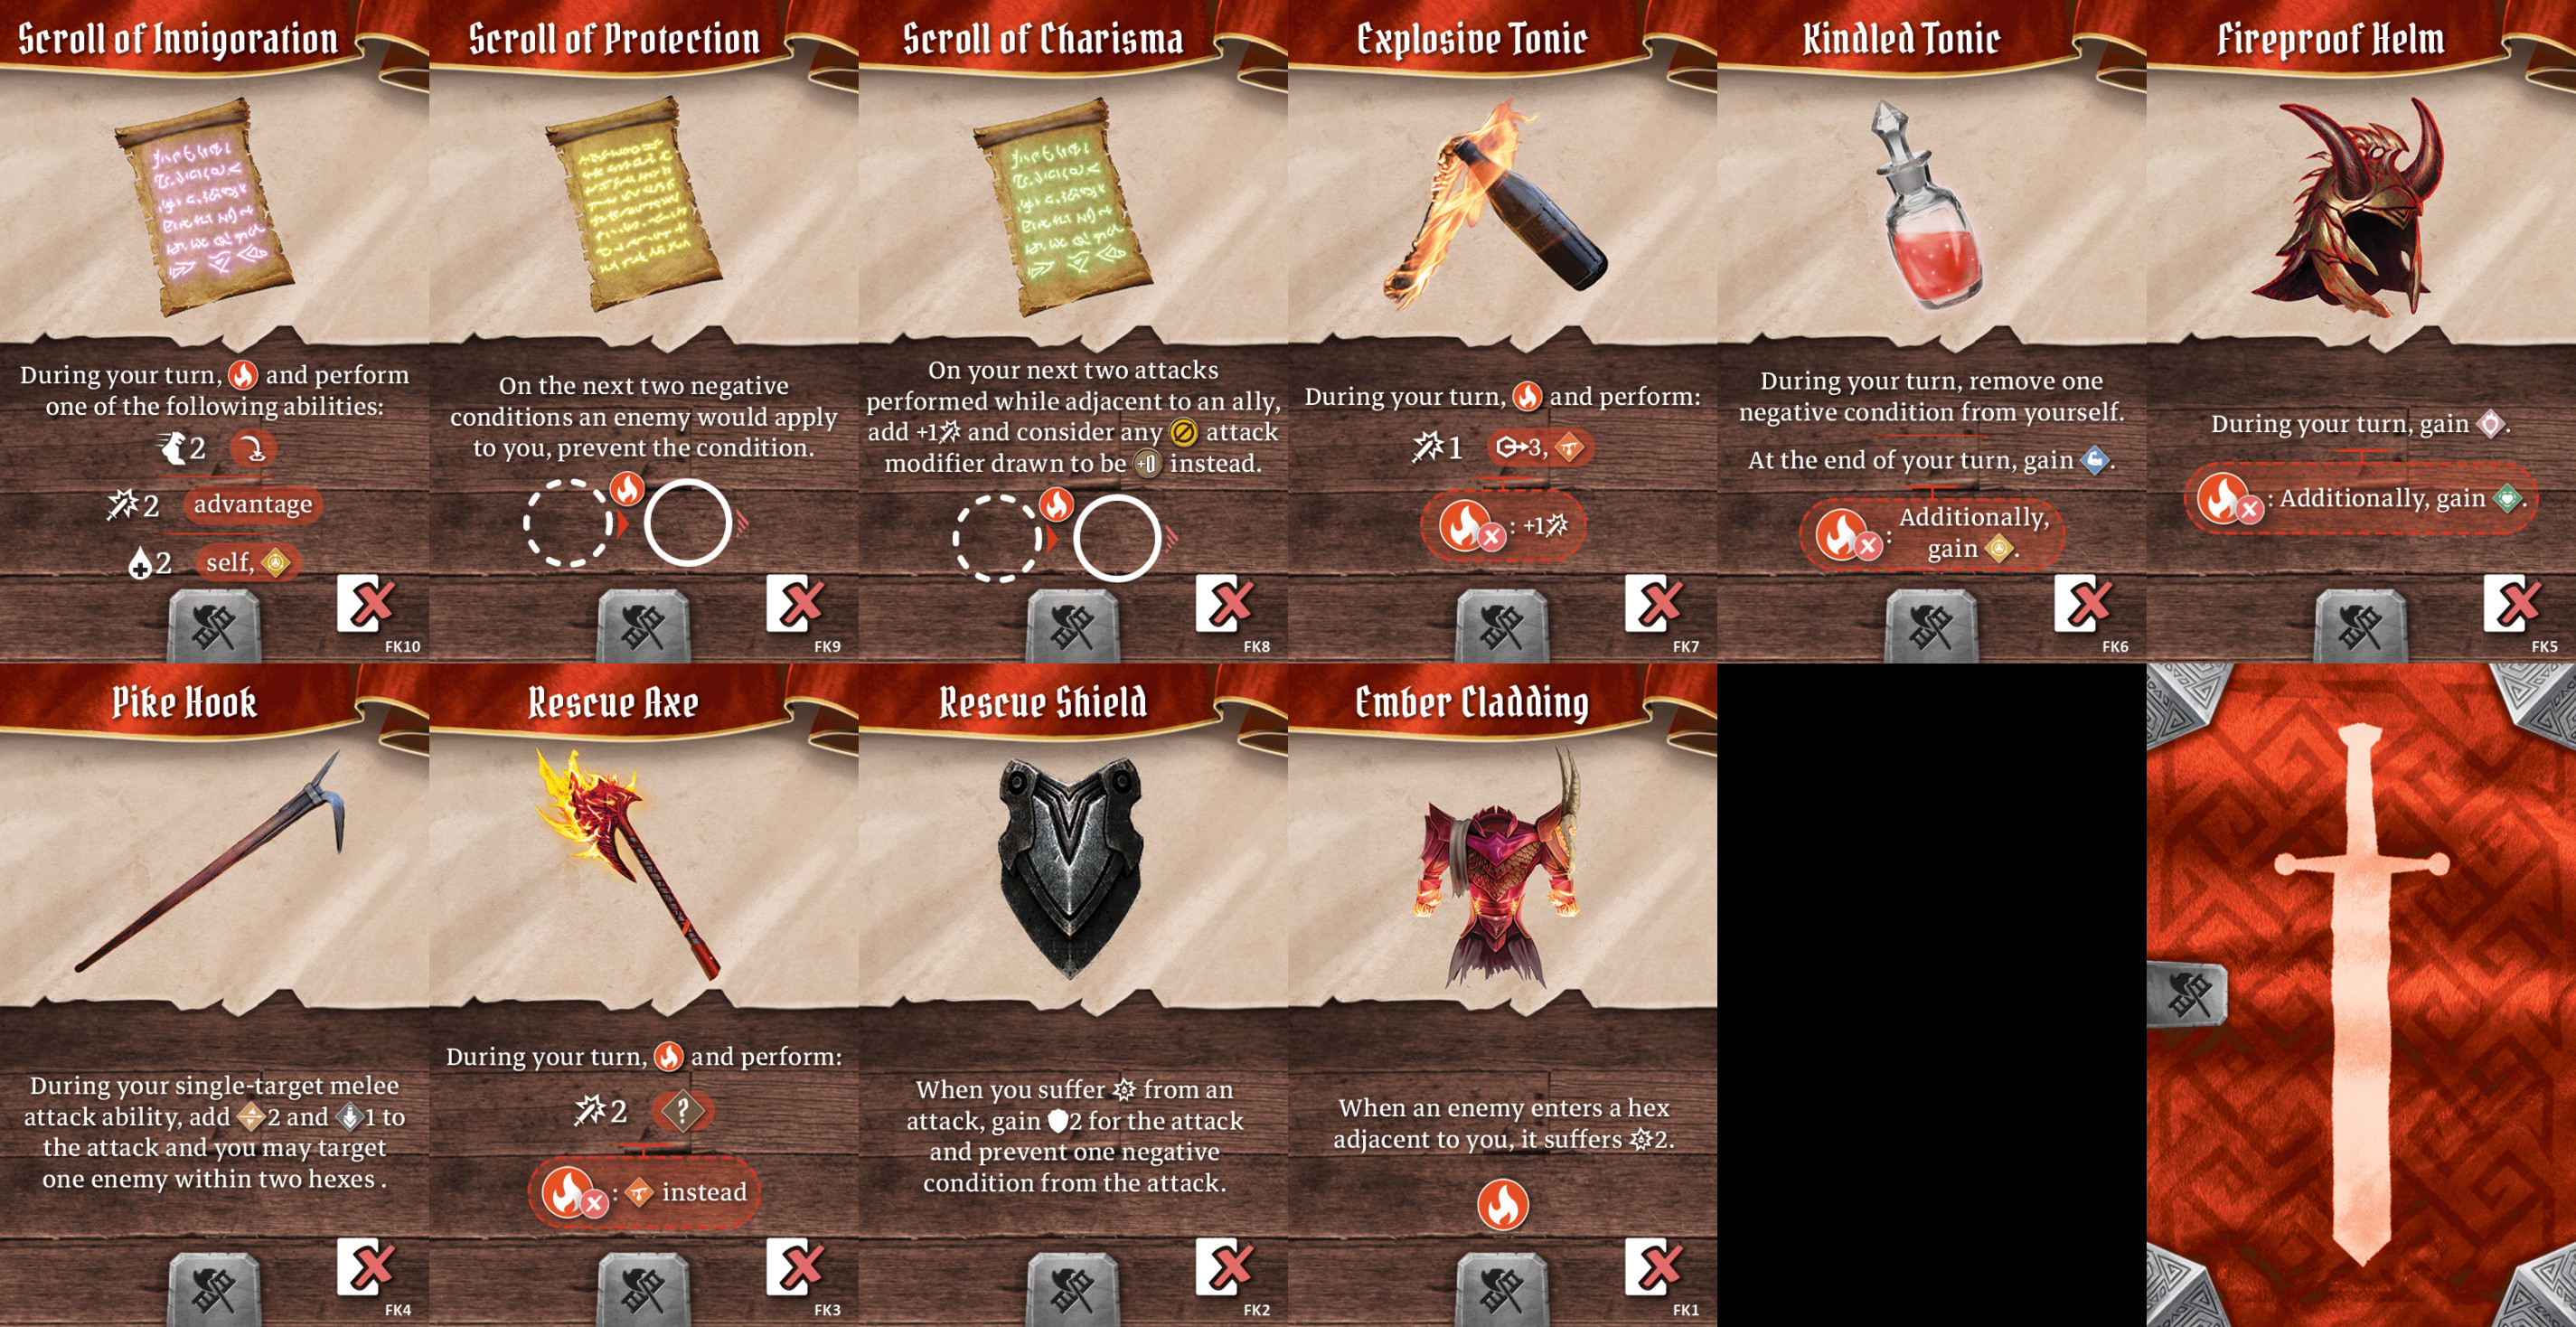 Scroll of Invigoration
During your turn, and perform
one of the following abilities:
2
2 advantage
2 self,
FK10
Scroll of Protection
On the next two negative
conditions an enemy would apply
to you, prevent the condition.
FK9
Scroll of Charisma
On your next two attacks
performed while adjacent to an ally,
add +1 and consider any attack
modifier drawn to be +0 instead.
FK8
Explosive Tonic
During your turn, and perform:
1 3,
: +1
FK7
Kindled Tonic
During your turn, remove one
negative condition from yourself.
At the end of your turn, gain .
: Additionally,
gain .
FK6
Fireproof Helm
During your turn, gain .
: Additionally, gain .
FK5
Pike Hook
During your single-target melee
attack ability, add 2 and 1 to
the attack and you may target
one enemy within two hexes .
FK4
Rescue Axe
During your turn, and perform:
2 ?
: instead
FK3
Rescue Shield
When you suffer from an
attack, gain 2 for the attack
and prevent one negative
condition from the attack.
FK2
Ember Cladding
When an enemy enters a hex
adjacent to you, it suffers 2.
FK1